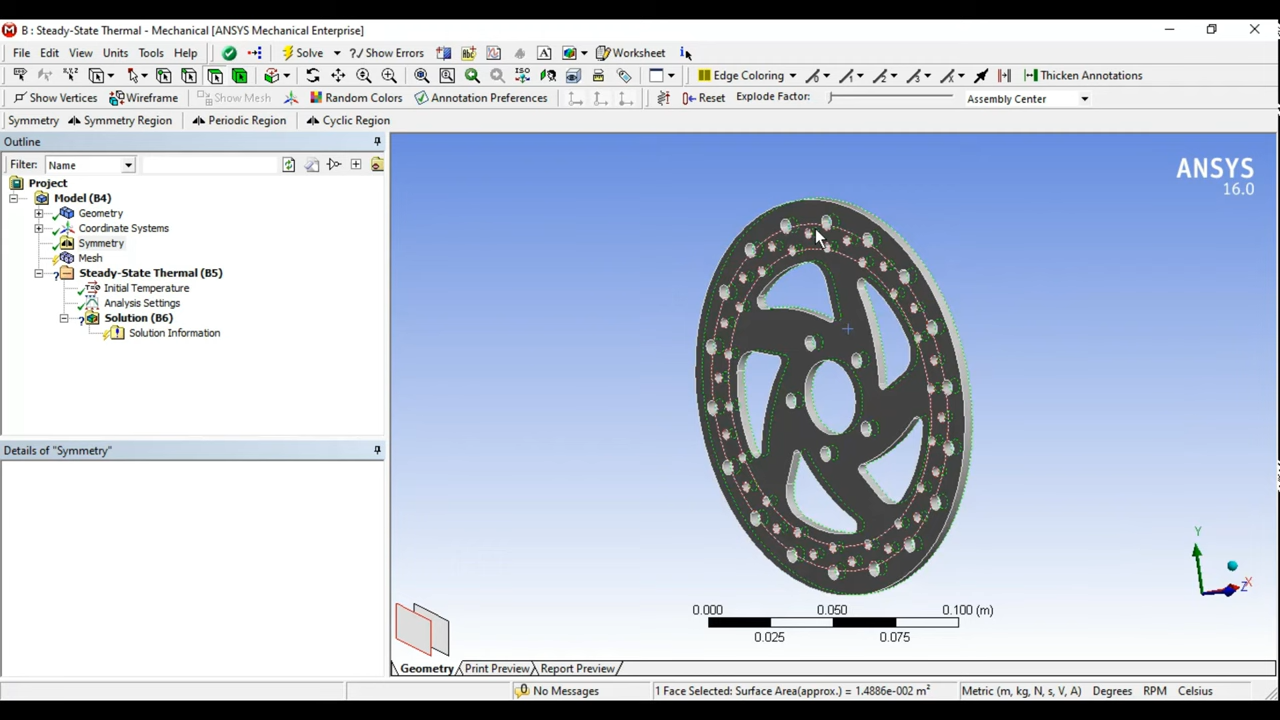 B : Steady-State Thermal - Mechanical [ANSYS Mechanical Enterprise]
File Edit View Units Tools Help Solve ?/ Show Errors Worksheet
Edge Coloring Thicken Annotations
Show Vertices Wireframe Show Mesh Random Colors Annotation Preferences Reset Explode Factor: Assembly Center
Symmetry Symmetry Region Periodic Region Cyclic Region
Outline
Filter: Name
Project
Model (B4)
Geometry
Coordinate Systems
Symmetry
Mesh
Steady-State Thermal (B5)
Initial Temperature
Analysis Settings
Solution (B6)
Solution Information
Details of "Symmetry"
ANSYS
16.0
Y
X
Z
0.000 0.050 0.100 (m)
0.025 0.075
Geometry Print Preview Report Preview
0 No Messages 1 Face Selected: Surface Area(approx.) = 1.4886e-002 m² Metric (m, kg, N, s, V, A) Degrees RPM Celsius